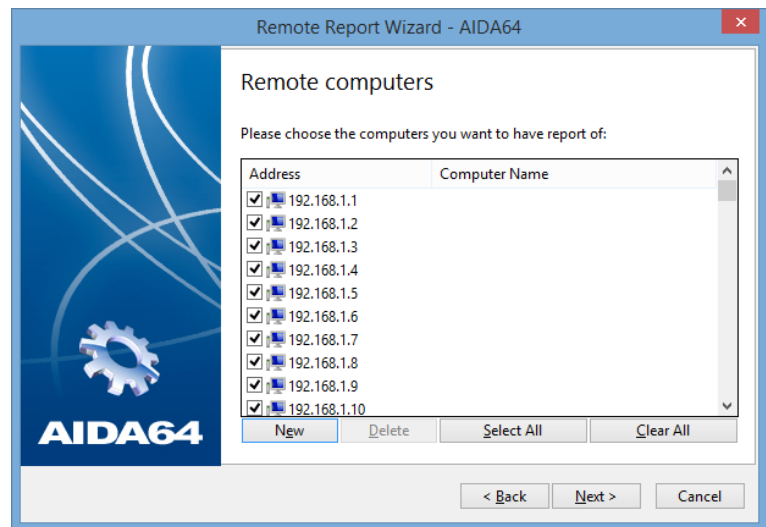 Remote Report Wizard - AIDA64
Remote computers
Please choose the computers you want to have report of:
Address Computer Name
192.168.1.1
192.168.1.2
192.168.1.3
192.168.1.4
192.168.1.5
192.168.1.6
192.168.1.7
192.168.1.8
192.168.1.9
192.168.1.10
AIDA64
New Delete Select All Clear All
< Back Next > Cancel